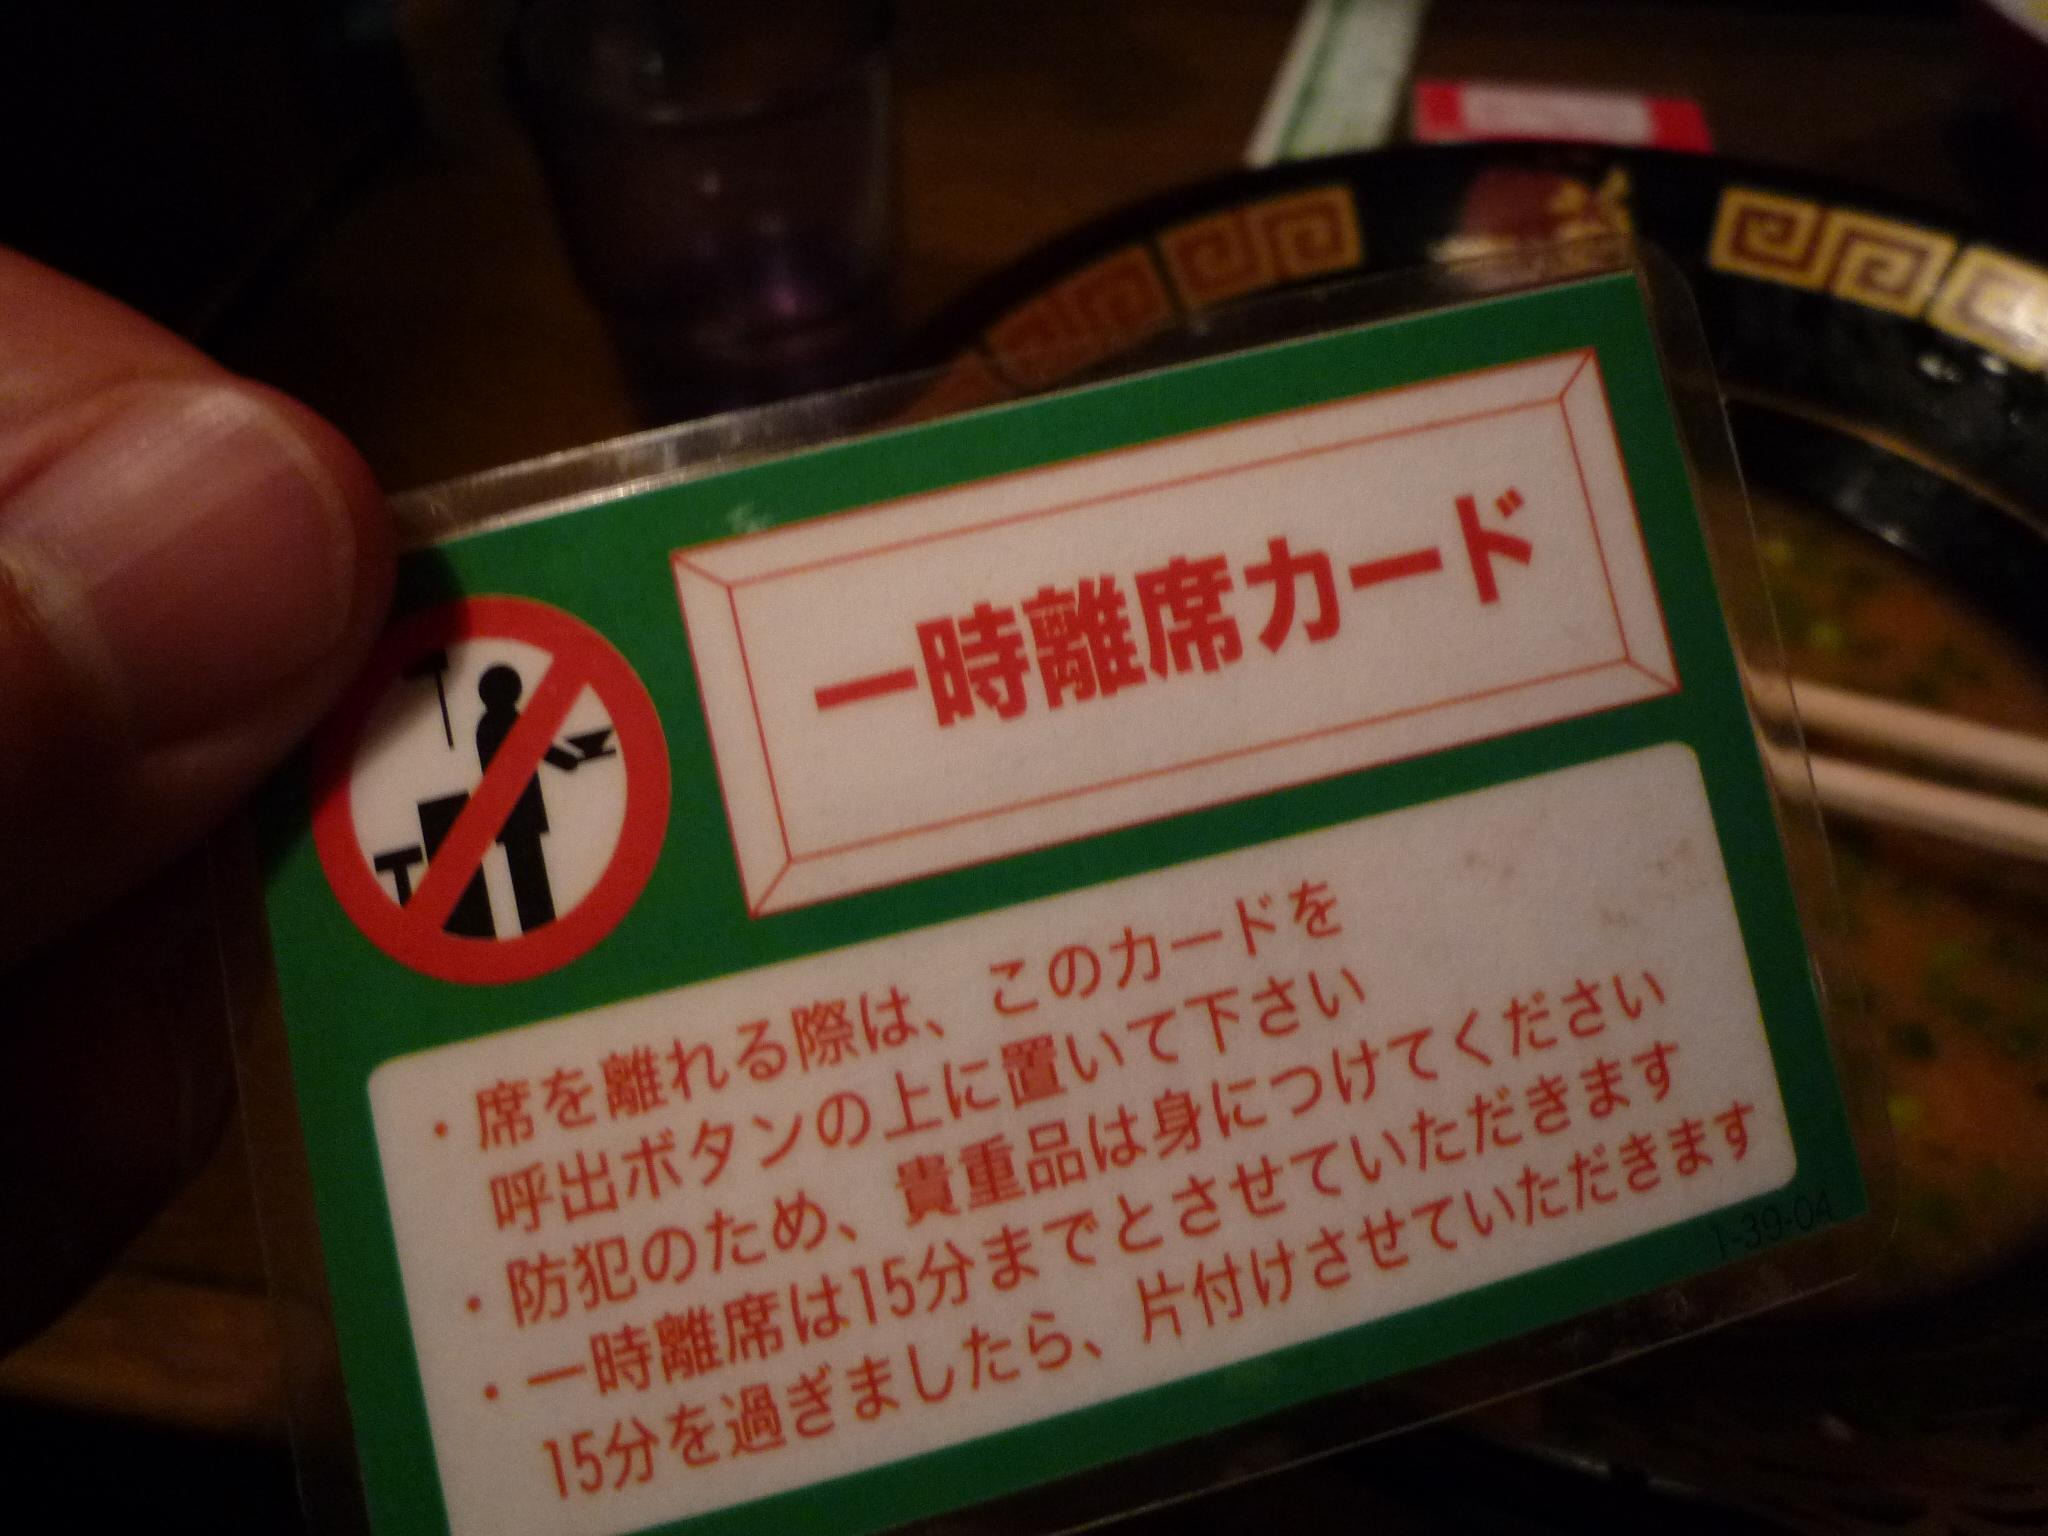 一時離席カード
・席を離れる際は、このカードを
呼出ボタンの上に置いて下さい
・防犯のため、貴重品は身につけてください
・一時離席は15分までとさせていただきます
15分を過ぎましたら、片付けさせていただきます
1-39-04